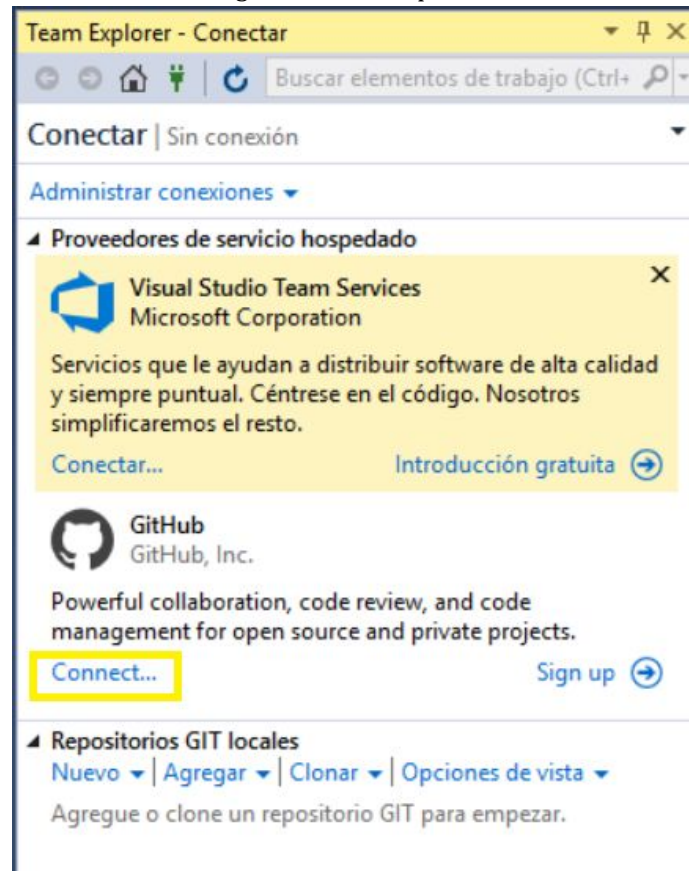 Team Explorer - Conectar
Buscar elementos de trabajo (Ctrl+
Conectar | Sin conexión
Administrar conexiones
Proveedores de servicio hospedado
Visual Studio Team Services
Microsoft Corporation
Servicios que le ayudan a distribuir software de alta calidad
y siempre puntual. Céntrese en el código. Nosotros
simplificaremos el resto.
Conectar... Introducción gratuita
GitHub
GitHub, Inc.
Powerful collaboration, code review, and code
management for open source and private projects.
Connect... Sign up
Repositorios GIT locales
Nuevo | Agregar | Clonar | Opciones de vista
Agregue o clone un repositorio GIT para empezar.